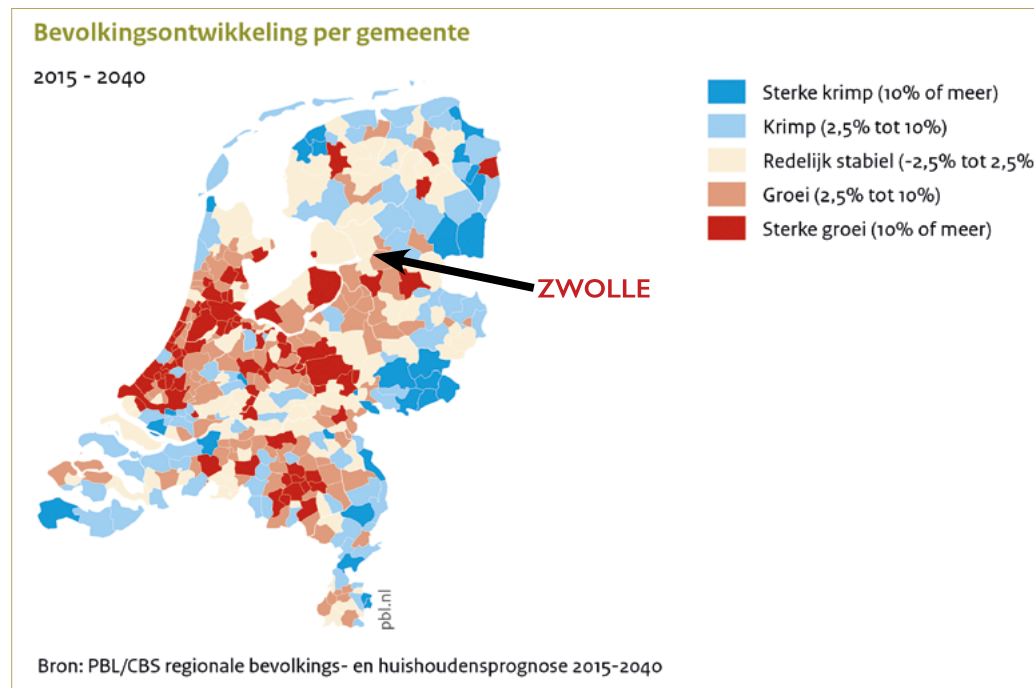 Bevolkingsontwikkeling per gemeente
2015 - 2040
Sterke krimp (10% of meer)
Krimp (2,5% tot 10%)
Redelijk stabiel (-2,5% tot 2,5%
Groei (2,5% tot 10%)
Sterke groei (10% of meer)
ZWOLLE
pbl.nl
Bron: PBL/CBS regionale bevolkings- en huishoudensprognose 2015-2040